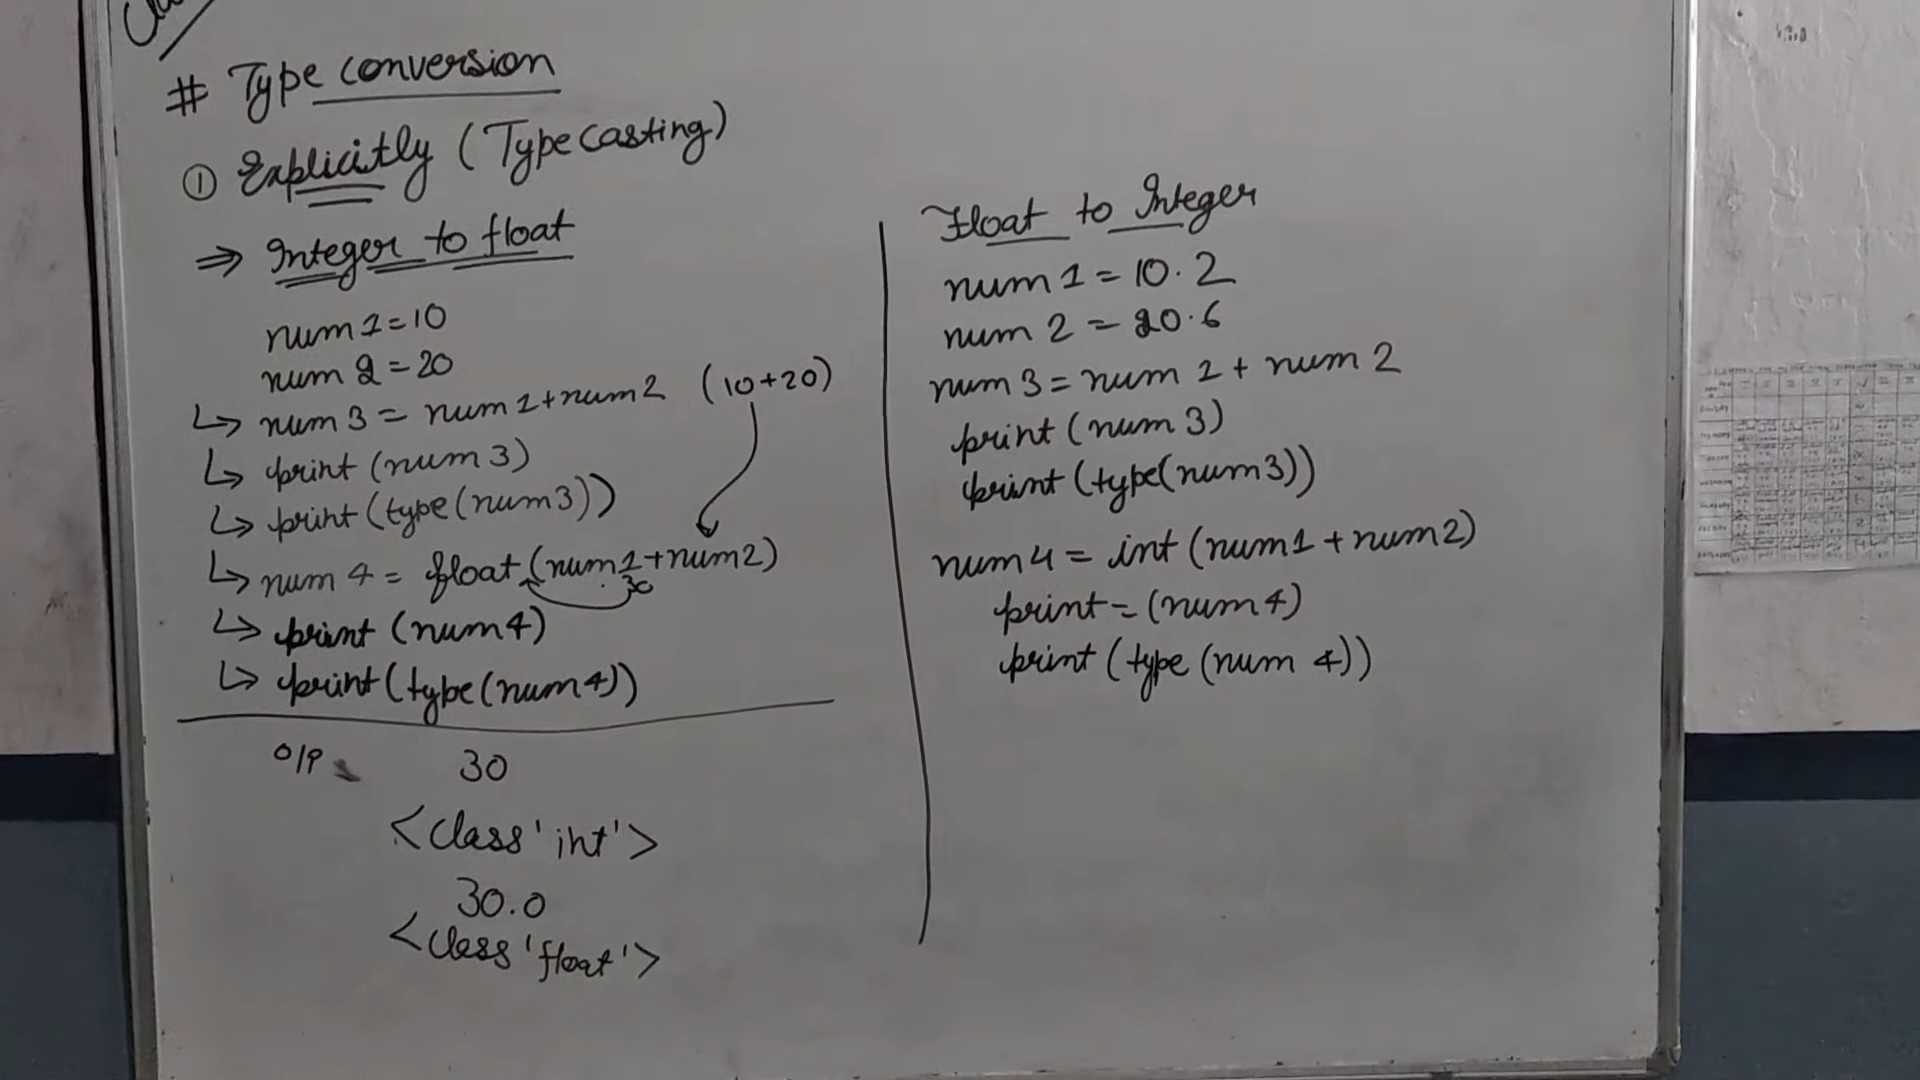 # Type conversion
① Explicitly (Typecasting)
⇒ Integer to float
num1=10
num2=20
↳ num3 = num1+num2 (10+20)
↳ print (num3)
↳ print (type(num3))
↳ num4 = float (num1+num2)
30
↳ print (num4)
↳ print (type(num4))
O/P 30
<class 'int'>
30.0
<class 'float'>
Float to Integer
num1 = 10.2
num2 = 20.6
num3 = num1 + num2
print (num3)
print (type(num3))
num4 = int (num1 + num2)
print = (num4)
print (type (num 4))